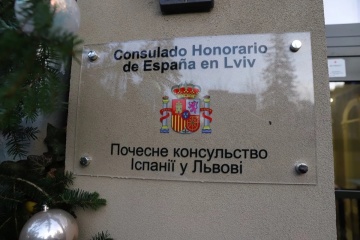 Consulado Honorario
de España en Lviv
Почесне консульство
Іспанії у Львові